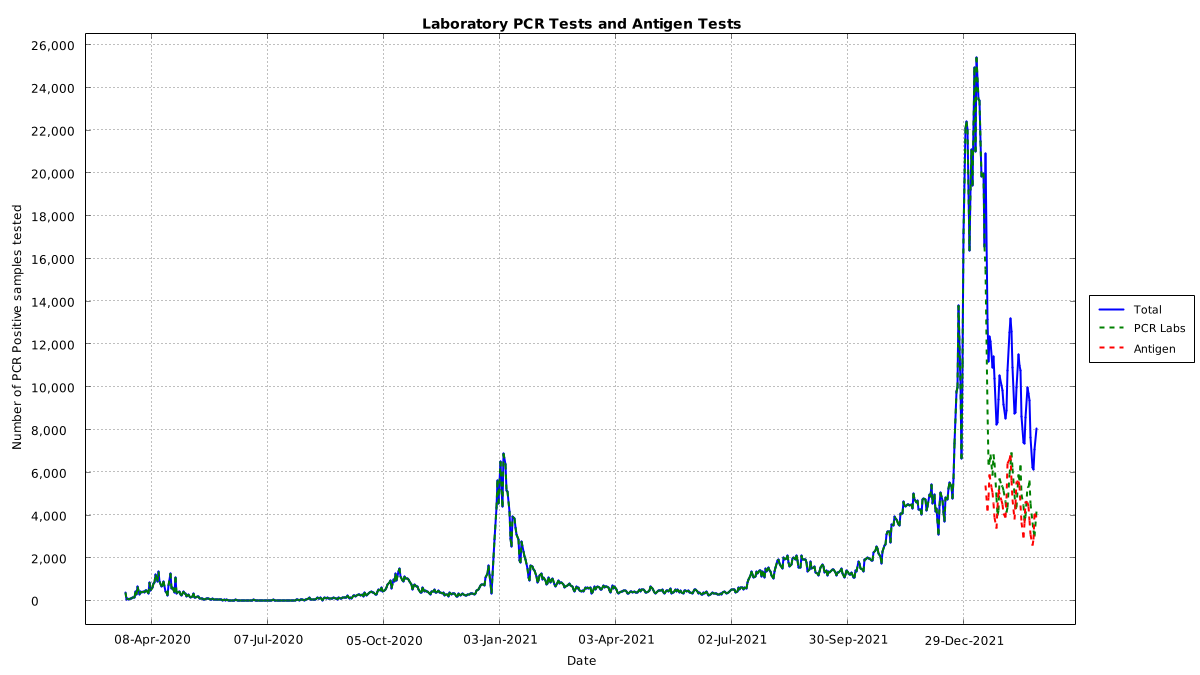 Laboratory PCR Tests and Antigen Tests
26,000
24,000
22,000
20,000
18,000
16,000
14,000
12,000
10,000
8,000
6,000
4,000
2,000
0
Number of PCR Positive samples tested
08-Apr-2020 07-Jul-2020 05-Oct-2020 03-Jan-2021 03-Apr-2021 02-Jul-2021 30-Sep-2021 29-Dec-2021
Date
Total
PCR Labs
Antigen